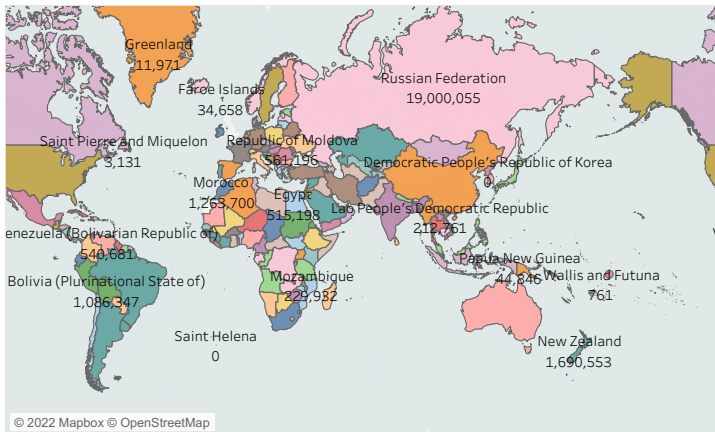 Greenland
11,971
Faroe Islands
34,658
Russian Federation
19,000,055
Saint Pierre and Miquelon
3,131
Republic of Moldova
561,196
Democratic People's Republic of Korea
0
Morocco
1,263,700
Egypt
515,198
Lao People's Democratic Republic
212,761
enezuela (Bolivarian Republic of)
540,681
Bolivia (Plurinational State of)
1,086,347
Mozambique
229,932
Papua New Guinea
44,846
Wallis and Futuna
761
Saint Helena
0
New Zealand
1,690,553
© 2022 Mapbox © OpenStreetMap